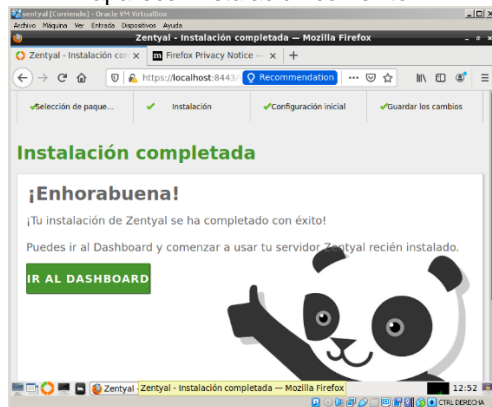 zentyal [Corriendo] - Oracle VM VirtualBox
Archivo Máquina Ver Entrada Dispositivos Ayuda
Zentyal - Instalación completada — Mozilla Firefox
Zentyal - Instalación con
Firefox Privacy Notice —
https://localhost:8443/
Recommendation
Selección de paque...
Instalación
Configuración inicial
Guardar los cambios
Instalación completada
¡Enhorabuena!
¡Tu instalación de Zentyal se ha completado con éxito!
Puedes ir al Dashboard y comenzar a usar tu servidor Zentyal recién instalado.
IR AL DASHBOARD
Zentyal
Zentyal - Instalación completada — Mozilla Firefox
12:52
CTRL DERECHA